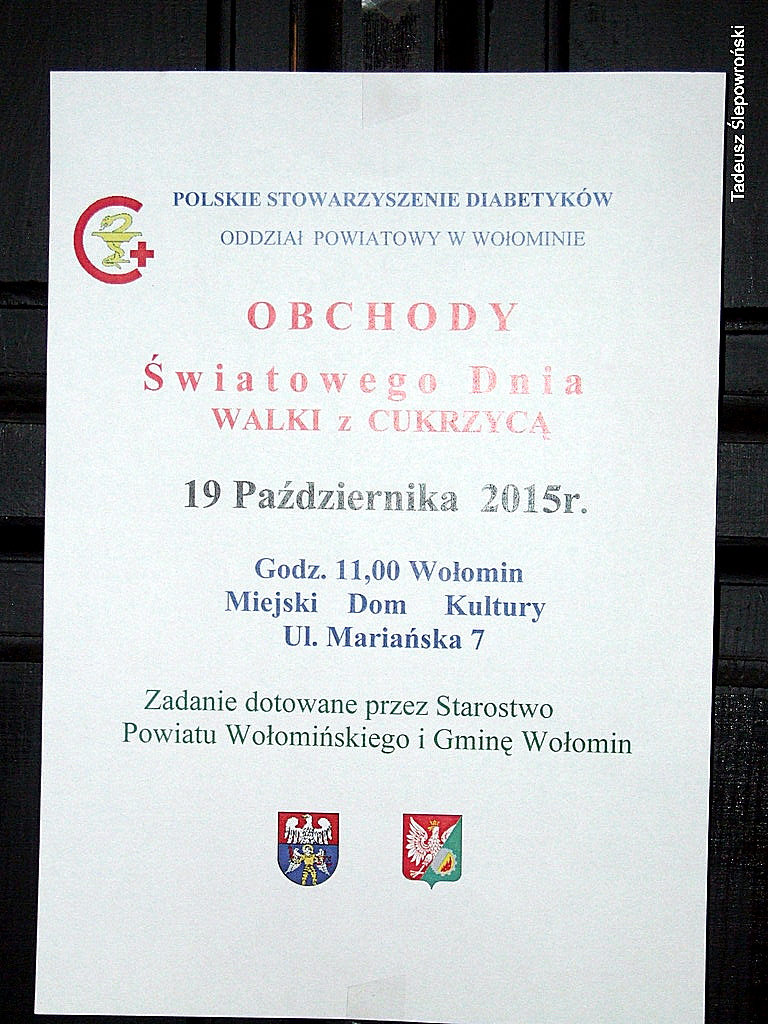 Tadeusz Ślepowroński
POLSKIE STOWARZYSZENIE DIABETYKÓW
ODDZIAł POWIATOWY W WOłOMINIE
OBCHODY
Światowego Dnia
WALKI z CUKRZYCĄ
19 Października 2015r.
Godz. 11,00 Wołomin
Miejski Dom Kultury
Ul. Mariańska 7
Zadanie dotowane przez Starostwo
Powiatu Wołomińskiego i Gminę Wołomin